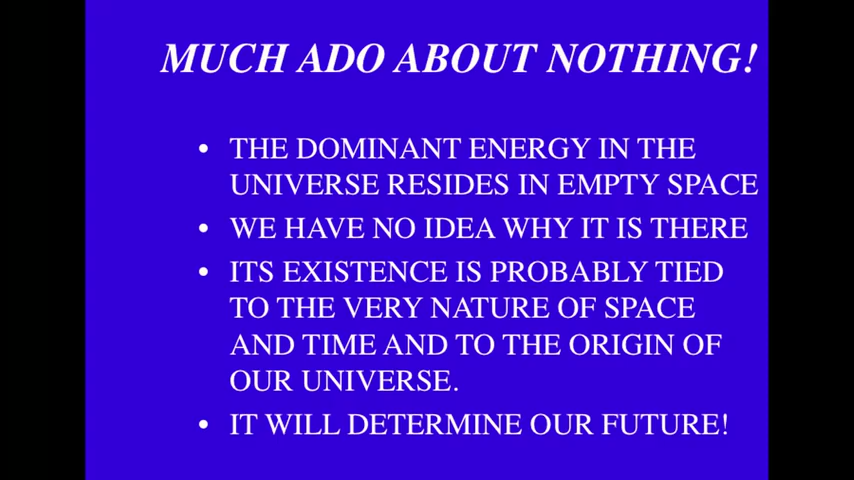 MUCH ADO ABOUT NOTHING!
• THE DOMINANT ENERGY IN THE
UNIVERSE RESIDES IN EMPTY SPACE
• WE HAVE NO IDEA WHY IT IS THERE
• ITS EXISTENCE IS PROBABLY TIED
TO THE VERY NATURE OF SPACE
AND TIME AND TO THE ORIGIN OF
OUR UNIVERSE.
• IT WILL DETERMINE OUR FUTURE!